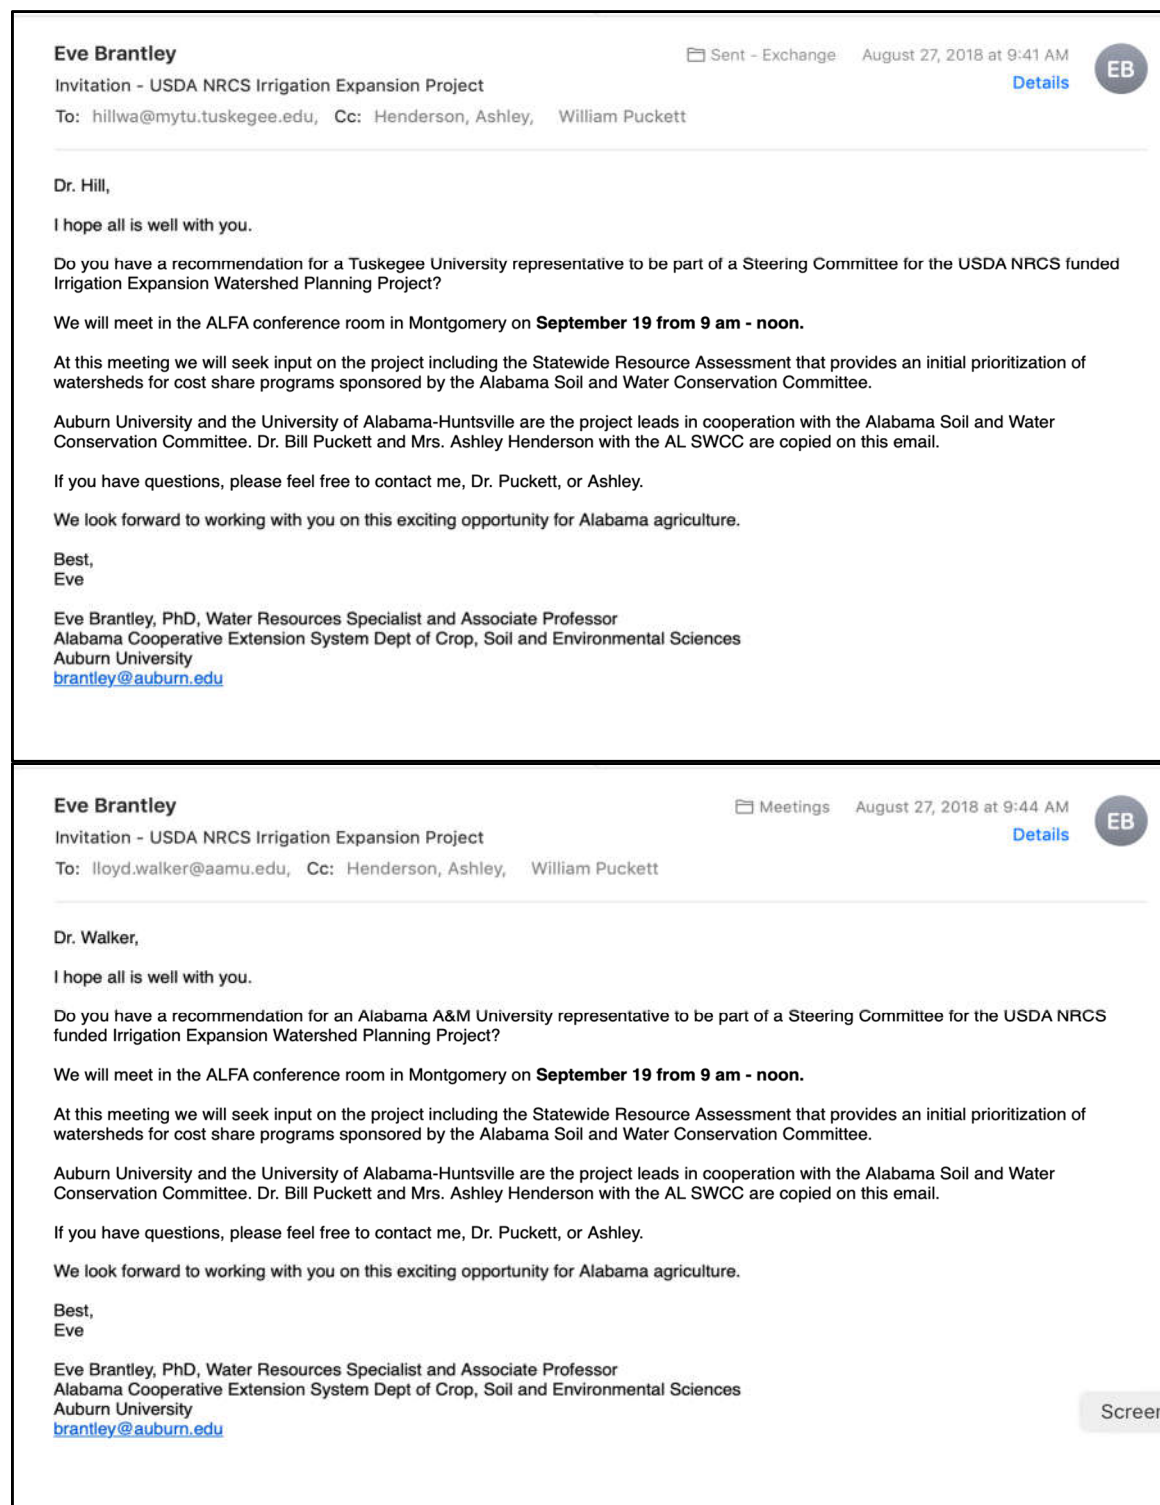 Eve Brantley
Sent - Exchange August 27, 2018 at 9:41 AM
EB
Invitation - USDA NRCS Irrigation Expansion Project
Details
To: hillwa@mytu.tuskegee.edu, Cc: Henderson, Ashley, William Puckett
Dr. Hill,
I hope all is well with you.
Do you have a recommendation for a Tuskegee University representative to be part of a Steering Committee for the USDA NRCS funded
Irrigation Expansion Watershed Planning Project?
We will meet in the ALFA conference room in Montgomery on September 19 from 9 am - noon.
At this meeting we will seek input on the project including the Statewide Resource Assessment that provides an initial prioritization of
watersheds for cost share programs sponsored by the Alabama Soil and Water Conservation Committee.
Auburn University and the University of Alabama-Huntsville are the project leads in cooperation with the Alabama Soil and Water
Conservation Committee. Dr. Bill Puckett and Mrs. Ashley Henderson with the AL SWCC are copied on this email.
If you have questions, please feel free to contact me, Dr. Puckett, or Ashley.
We look forward to working with you on this exciting opportunity for Alabama agriculture.
Best,
Eve
Eve Brantley, PhD, Water Resources Specialist and Associate Professor
Alabama Cooperative Extension System Dept of Crop, Soil and Environmental Sciences
Auburn University
brantley@auburn.edu
Eve Brantley
Meetings August 27, 2018 at 9:44 AM
EB
Invitation - USDA NRCS Irrigation Expansion Project
Details
To: lloyd.walker@aamu.edu, Cc: Henderson, Ashley, William Puckett
Dr. Walker,
I hope all is well with you.
Do you have a recommendation for an Alabama A&M University representative to be part of a Steering Committee for the USDA NRCS
funded Irrigation Expansion Watershed Planning Project?
We will meet in the ALFA conference room in Montgomery on September 19 from 9 am - noon.
At this meeting we will seek input on the project including the Statewide Resource Assessment that provides an initial prioritization of
watersheds for cost share programs sponsored by the Alabama Soil and Water Conservation Committee.
Auburn University and the University of Alabama-Huntsville are the project leads in cooperation with the Alabama Soil and Water
Conservation Committee. Dr. Bill Puckett and Mrs. Ashley Henderson with the AL SWCC are copied on this email.
If you have questions, please feel free to contact me, Dr. Puckett, or Ashley.
We look forward to working with you on this exciting opportunity for Alabama agriculture.
Best,
Eve
Eve Brantley, PhD, Water Resources Specialist and Associate Professor
Alabama Cooperative Extension System Dept of Crop, Soil and Environmental Sciences
Auburn University
brantley@auburn.edu